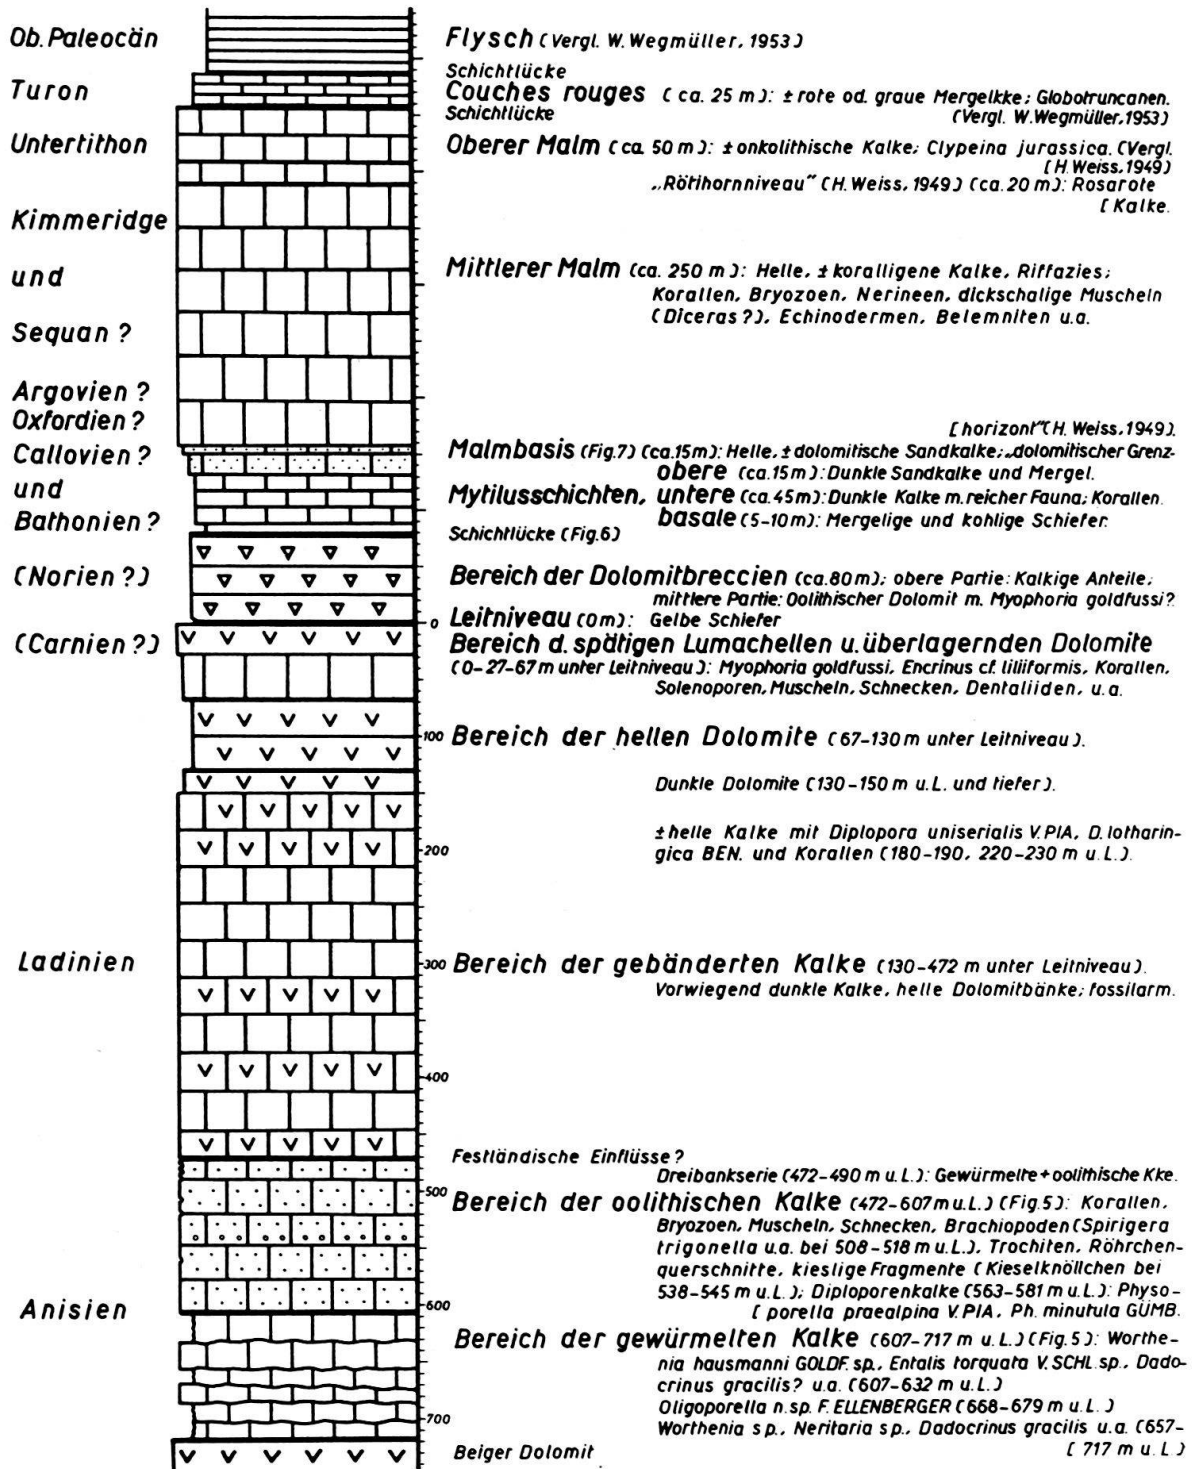 Ob. Paleocän
Flysch (Vergl. W. Wegmüller, 1953)
Schichtlücke
Turon
Couches rouges (ca. 25 m): ± rote od. graue Mergelkke; Globotruncanen.
Schichtlücke
(Vergl. W. Wegmüller, 1953)
Untertithon
Oberer Malm (ca. 50 m): ± onkolithische Kalke; Clypeina jurassica. (Vergl.
[H. Weiss, 1949)
„Rötihornniveau" (H. Weiss, 1949) (ca. 20 m): Rosarote
[Kalke.
Kimmeridge
und
Mittlerer Malm (ca. 250 m): Helle, ± koralligene Kalke, Riffazies;
Korallen, Bryozoen, Nerineen, dickschalige Muscheln
(Diceras?), Echinodermen, Belemniten u.a.
Sequan ?
Argovien ?
Oxfordien ?
[horizont" (H. Weiss, 1949).
Callovien ?
Malmbasis (Fig. 7) (ca. 15 m): Helle, ± dolomitische Sandkalke; „dolomitischer Grenz-
obere (ca. 15 m): Dunkle Sandkalke und Mergel.
und
Mytilusschichten, untere (ca. 45 m): Dunkle Kalke m. reicher Fauna; Korallen.
Bathonien ?
basale (5-10 m): Mergelige und kohlige Schiefer.
Schichtlücke (Fig. 6)
(Norien ?)
Bereich der Dolomitbreccien (ca. 80 m); obere Partie: Kalkige Anteile;
mittlere Partie: Oolithischer Dolomit m. Myophoria goldfussi?
0
Leitniveau (0 m): Gelbe Schiefer
(Carnien ?)
Bereich d. spätigen Lumachellen u. überlagernden Dolomite
(0-27-67 m unter Leitniveau): Myophoria goldfussi, Encrinus cf. liliiformis, Korallen,
Solenoporen, Muscheln, Schnecken, Dentaliiden, u.a.
100
Bereich der hellen Dolomite (67-130 m unter Leitniveau).
Dunkle Dolomite (130-150 m u.L. und tiefer).
± helle Kalke mit Diplopora uniserialis V. PIA, D. lotharin-
gica BEN. und Korallen (180-190, 220-230 m u.L.).
200
Ladinien
300
Bereich der gebänderten Kalke (130-472 m unter Leitniveau).
Vorwiegend dunkle Kalke, helle Dolomitbänke; fossilarm.
400
Festländische Einflüsse ?
Dreibankserie (472-490 m u.L.): Gewürmelte + oolithische Kke.
500
Bereich der oolithischen Kalke (472-607 m u.L.) (Fig. 5): Korallen,
Bryozoen, Muscheln, Schnecken, Brachiopoden (Spirigera
trigonella u.a. bei 508-518 m u.L.), Trochiten, Röhrchen-
querschnitte, kieslige Fragmente (Kieselknöllchen bei
538-545 m u.L.); Diploporenkalke (563-581 m u.L.): Physo-
[porella praealpina V. PIA, Ph. minutula GÜMB.
600
Anisien
Bereich der gewürmelten Kalke (607-717 m u.L.) (Fig. 5): Worthe-
nia hausmanni GOLDF. sp., Entalis torquata V. SCHL. sp., Dado-
crinus gracilis? u.a. (607-632 m u.L.)
Oligoporella n. sp. F. ELLENBERGER (668-679 m u.L.)
700
Worthenia sp., Neritaria sp., Dadocrinus gracilis u.a. (657-
[717 m u.L.)
Beiger Dolomit